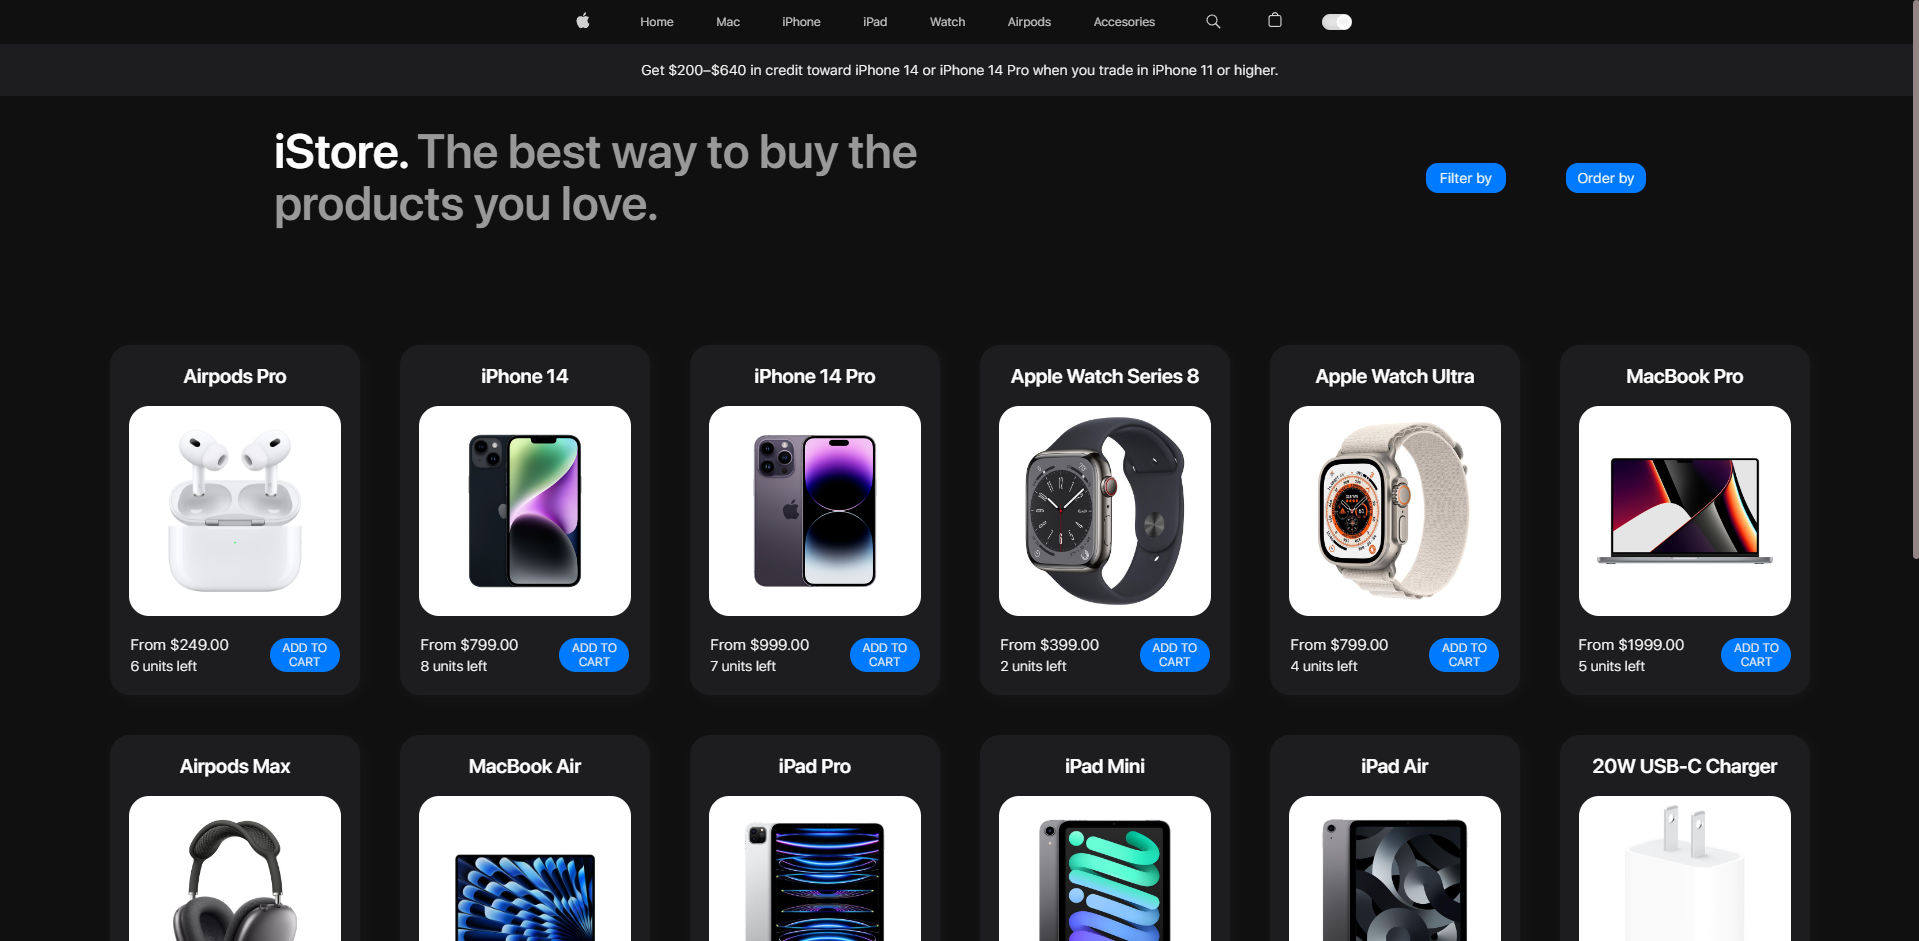 Home Mac iPhone iPad Watch Airpods Accesories
Get $200–$640 in credit toward iPhone 14 or iPhone 14 Pro when you trade in iPhone 11 or higher.
iStore. The best way to buy the
products you love.
Filter by
Order by
Airpods Pro
From $249.00
6 units left
ADD TO
CART
iPhone 14
From $799.00
8 units left
ADD TO
CART
iPhone 14 Pro
From $999.00
7 units left
ADD TO
CART
Apple Watch Series 8
From $399.00
2 units left
ADD TO
CART
Apple Watch Ultra
From $799.00
4 units left
ADD TO
CART
MacBook Pro
From $1999.00
5 units left
ADD TO
CART
Airpods Max
MacBook Air
iPad Pro
iPad Mini
iPad Air
20W USB-C Charger